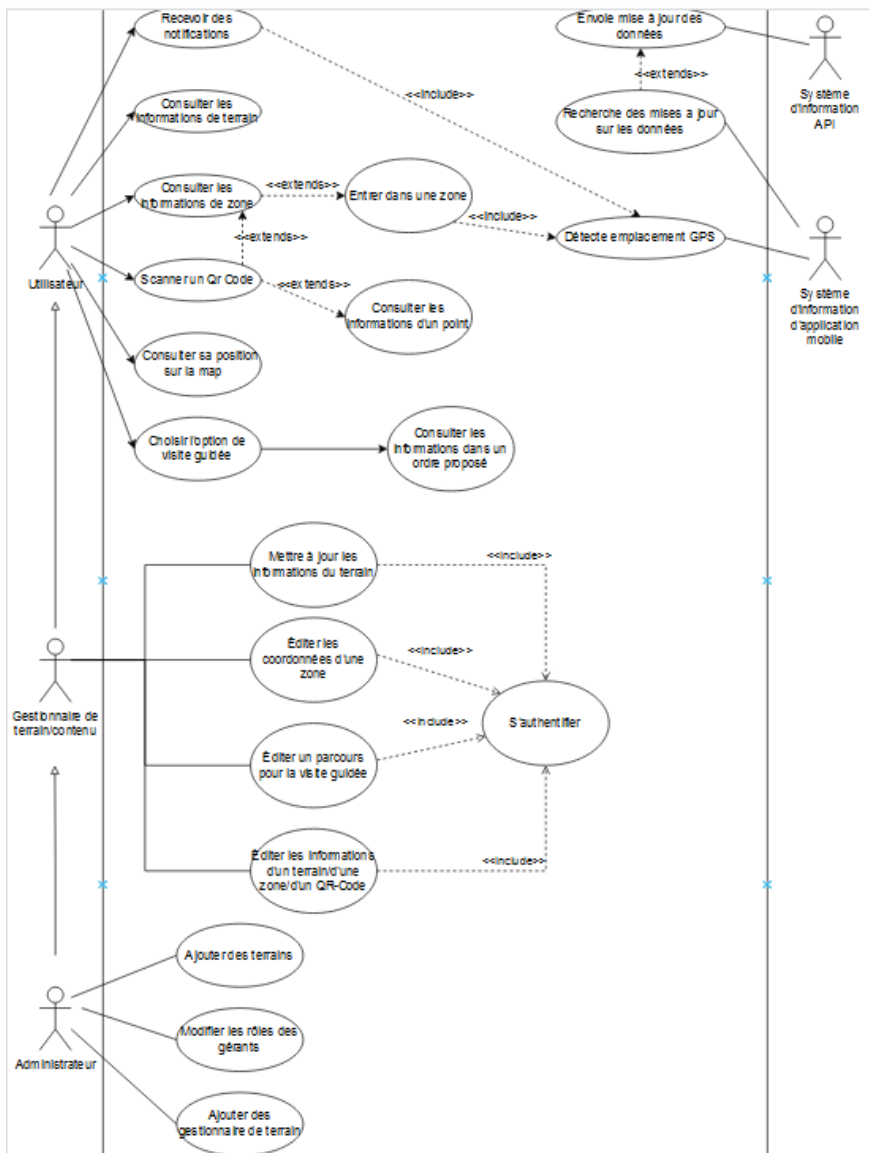 Recevoir des
notifications
Envoie mise à jour des
données
<<include>>
<<extends>>
Système
d'information
API
Consulter les
informations de terrain
Recherche des mises a jour
sur les données
Consulter les
informations de zone
<<extends>>
Entrer dans une zone
<<include>>
Détecte emplacement GPS
<<extends>>
Utilisateur
Scanner un Qr Code
<<extends>>
Consulter les
informations d'un point
Système
d'information
d'application
mobile
Consulter sa position
sur la map
Choisir l'option de
visite guidée
Consulter les
informations dans un
ordre proposé
Mettre à jour les
informations du terrain
<<include>>
Éditer les
coordonnées d'une
zone
<<include>>
Gestionnaire de
terrain/contenu
S'authentifier
<<include>>
Éditer un parcours
pour la visite guidée
Éditer les informations
d'un terrain/d'une
zone/d'un QR-Code
<<include>>
Ajouter des terrains
Modifier les rôles des
gérants
Administrateur
Ajouter des
gestionnaire de terrain